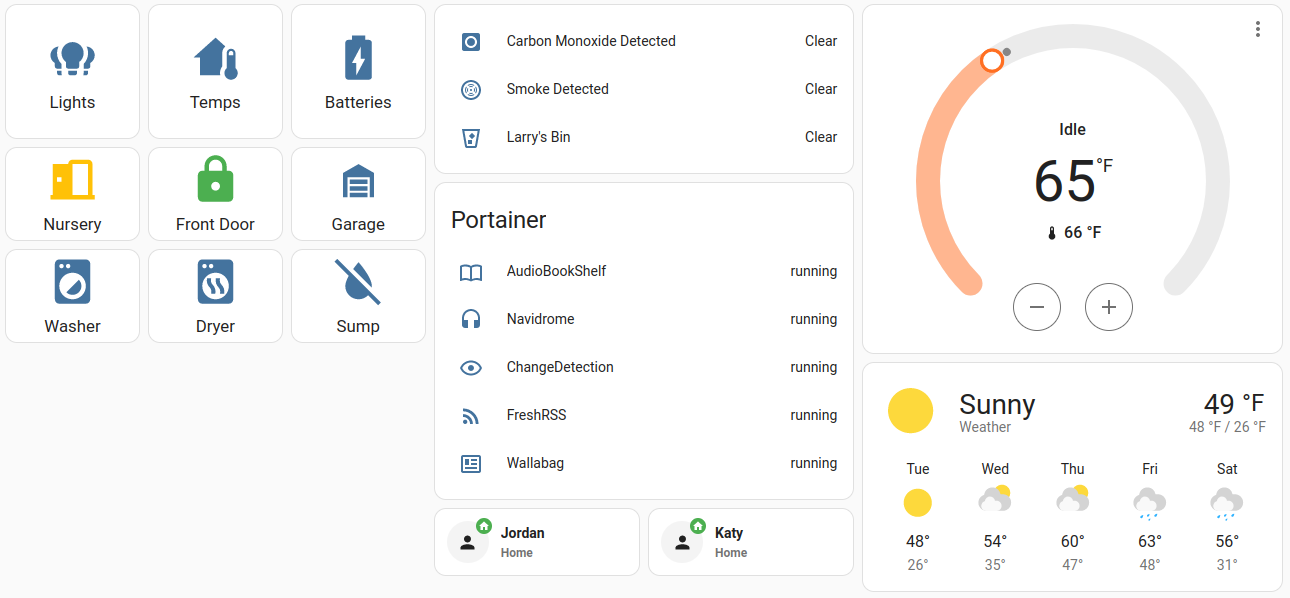 Lights
Temps
Batteries
Nursery
Front Door
Garage
Washer
Dryer
Sump
Carbon Monoxide Detected Clear
Smoke Detected Clear
Larry's Bin Clear
Portainer
AudioBookShelf running
Navidrome running
ChangeDetection running
FreshRSS running
Wallabag running
Jordan
Home
Katy
Home
Idle
65 °F
66 °F
Sunny 49 °F
Weather 48 °F / 26 °F
Tue Wed Thu Fri Sat
48° 54° 60° 63° 56°
26° 35° 47° 48° 31°